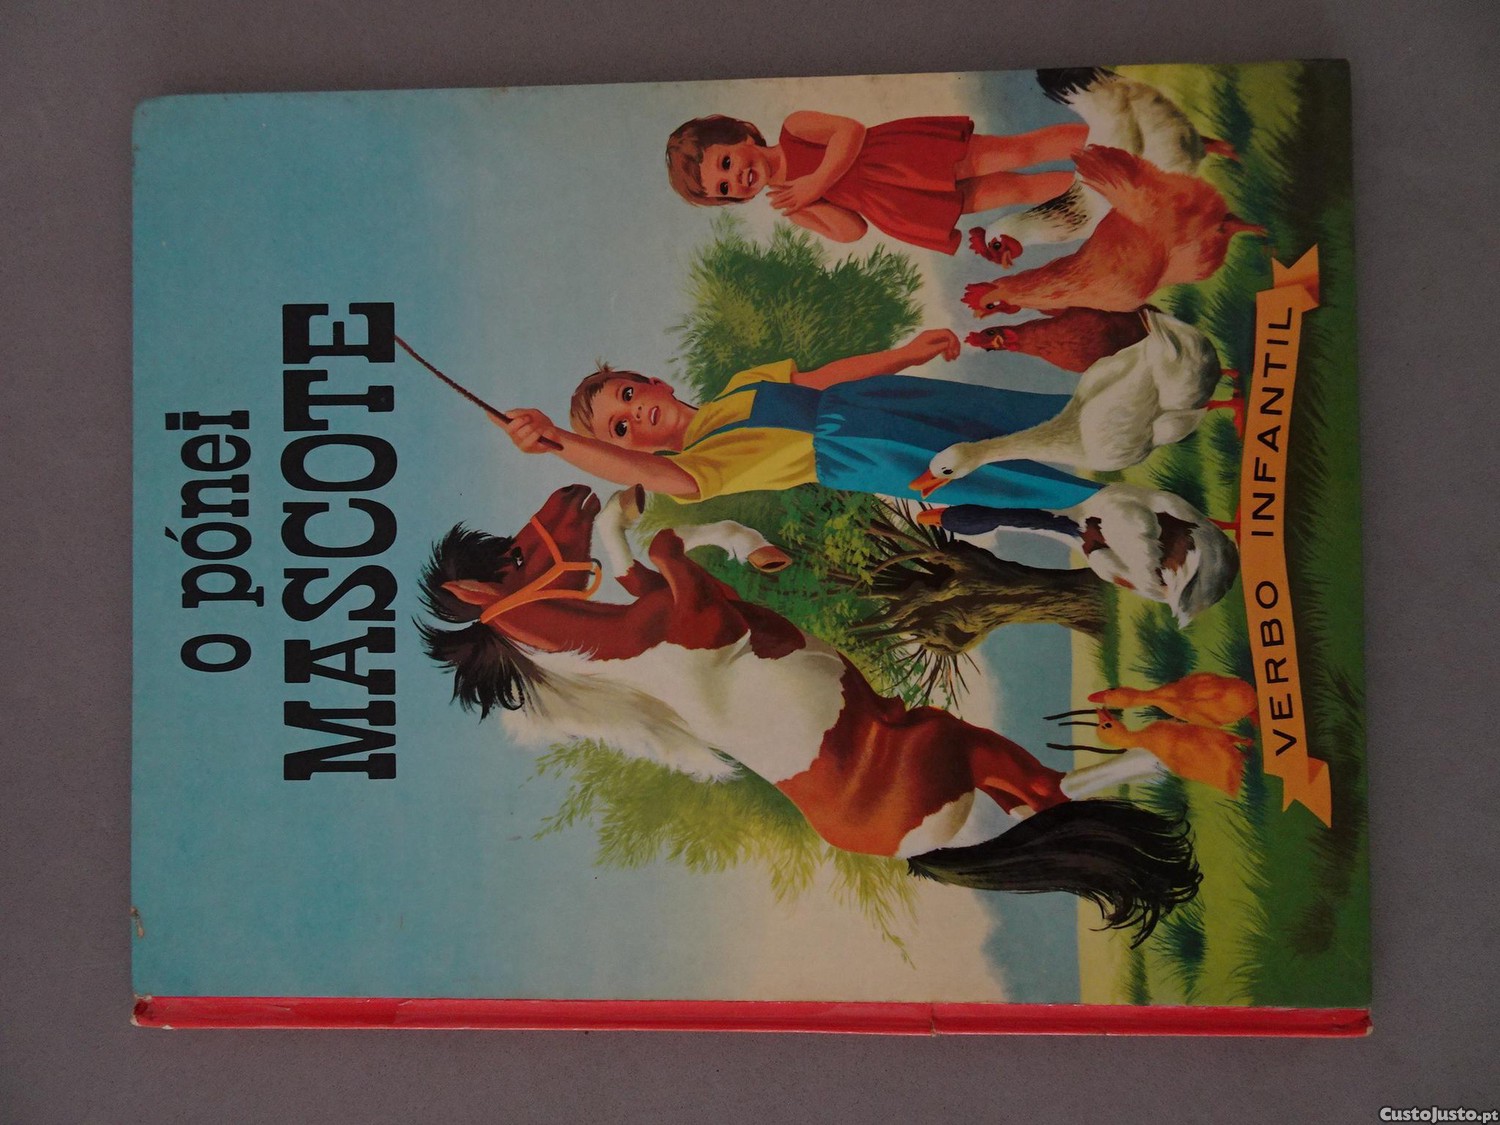 o pónei
MASCOTE
VERBO INFANTIL
CustoJusto.pt